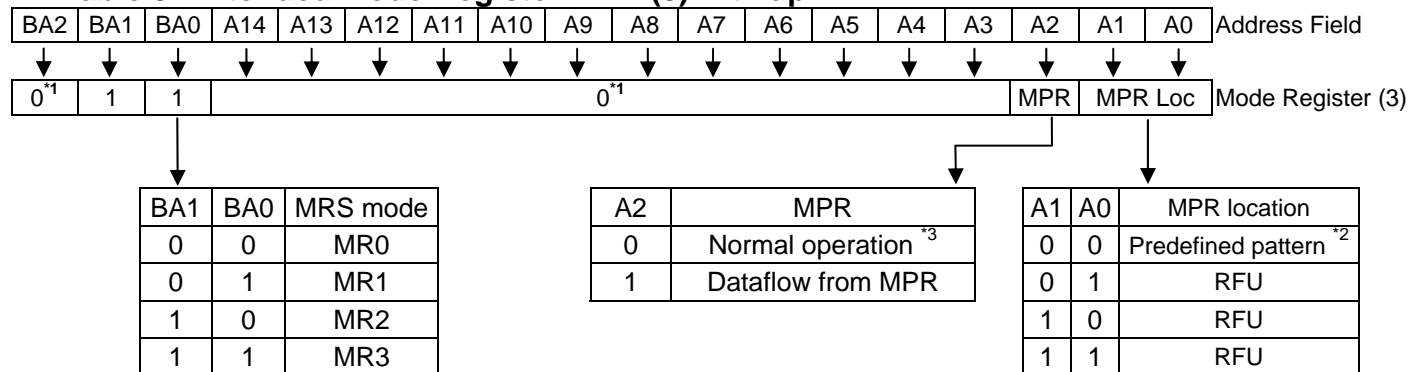 BA2 BA1 BA0 A14 A13 A12 A11 A10 A9 A8 A7 A6 A5 A4 A3 A2 A1 A0 Address Field
0*1 1 1 0*1 MPR MPR Loc Mode Register (3)
BA1 BA0 MRS mode
0 0 MR0
0 1 MR1
1 0 MR2
1 1 MR3
A2 MPR
0 Normal operation *3
1 Dataflow from MPR
A1 A0 MPR location
0 0 Predefined pattern *2
0 1 RFU
1 0 RFU
1 1 RFU